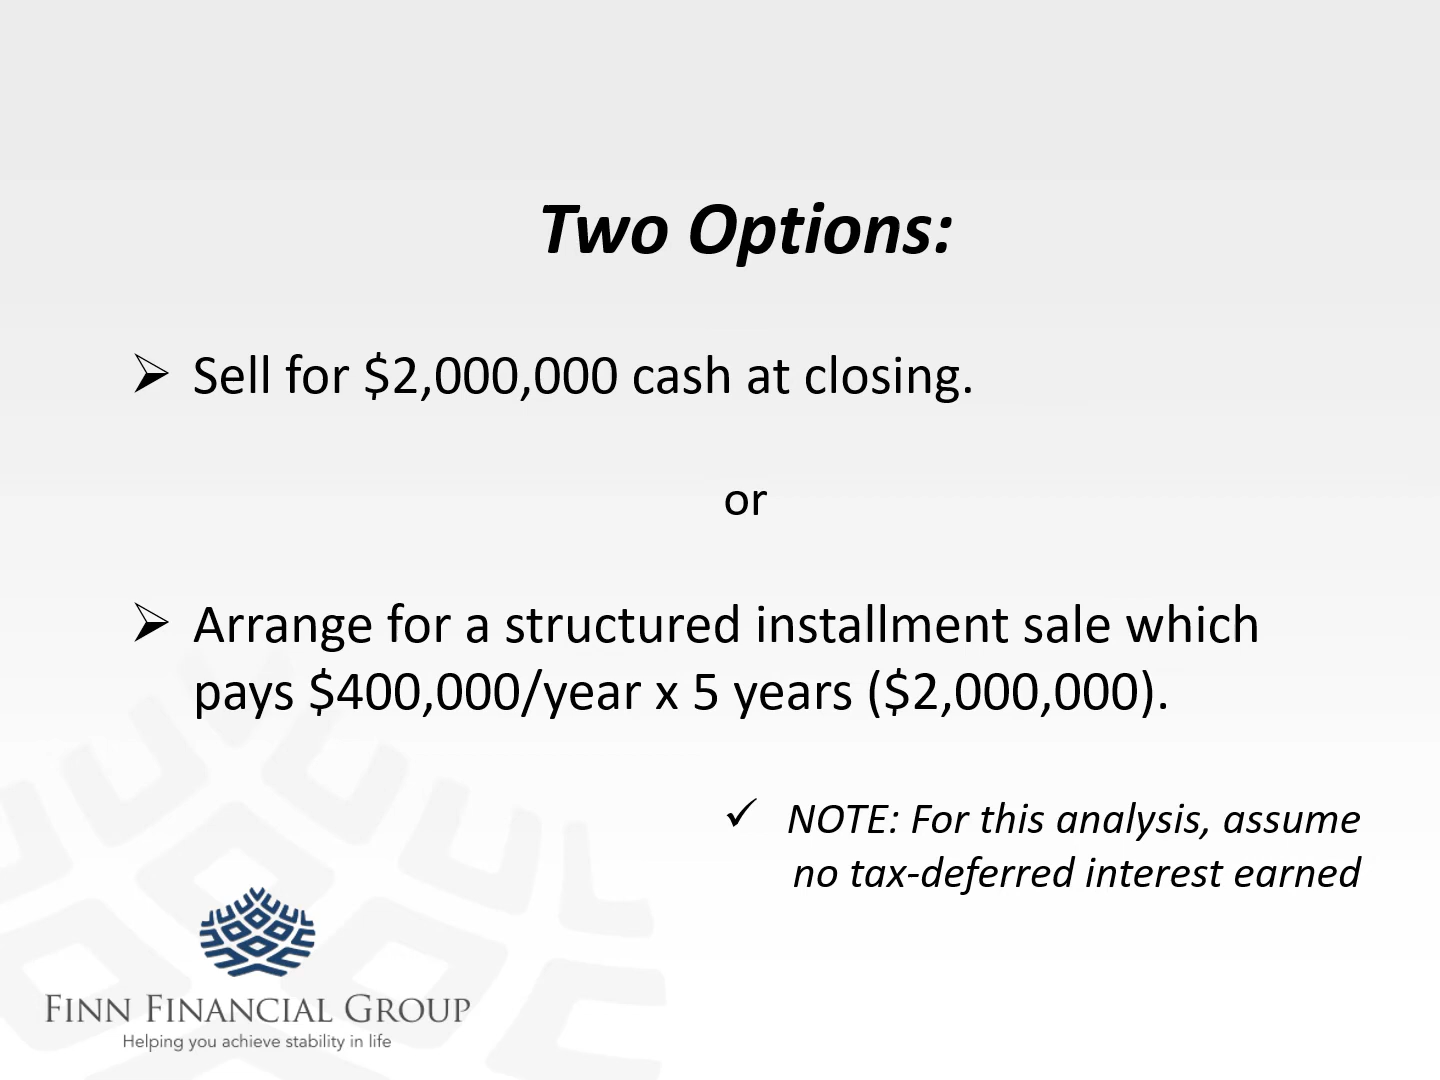 Two Options:
➢ Sell for $2,000,000 cash at closing.
or
➢ Arrange for a structured installment sale which
pays $400,000/year x 5 years ($2,000,000).
✓ NOTE: For this analysis, assume
no tax-deferred interest earned
FINN FINANCIAL GROUP
Helping you achieve stability in life